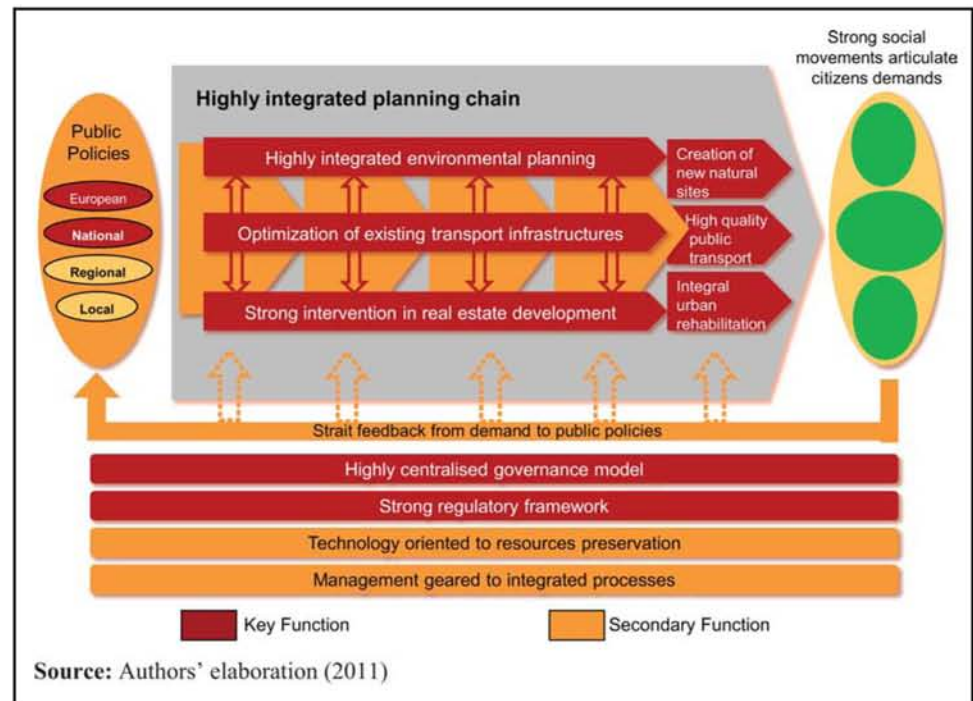 Strong social
movements articulate
citizens demands
Highly integrated planning chain
Public
Policies
European
National
Regional
Local
Highly integrated environmental planning
Creation of
new natural
sites
Optimization of existing transport infrastructures
High quality
public
transport
Strong intervention in real estate development
Integral
urban
rehabilitation
Strait feedback from demand to public policies
Highly centralised governance model
Strong regulatory framework
Technology oriented to resources preservation
Management geared to integrated processes
Key Function
Secondary Function
Source: Authors’ elaboration (2011)